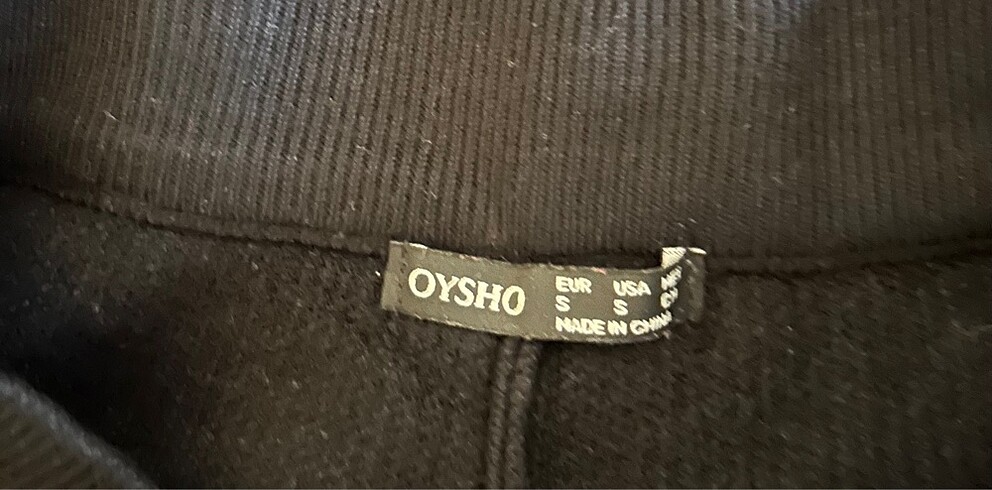 OYSHO
EUR USA
S S
MADE IN CHINA